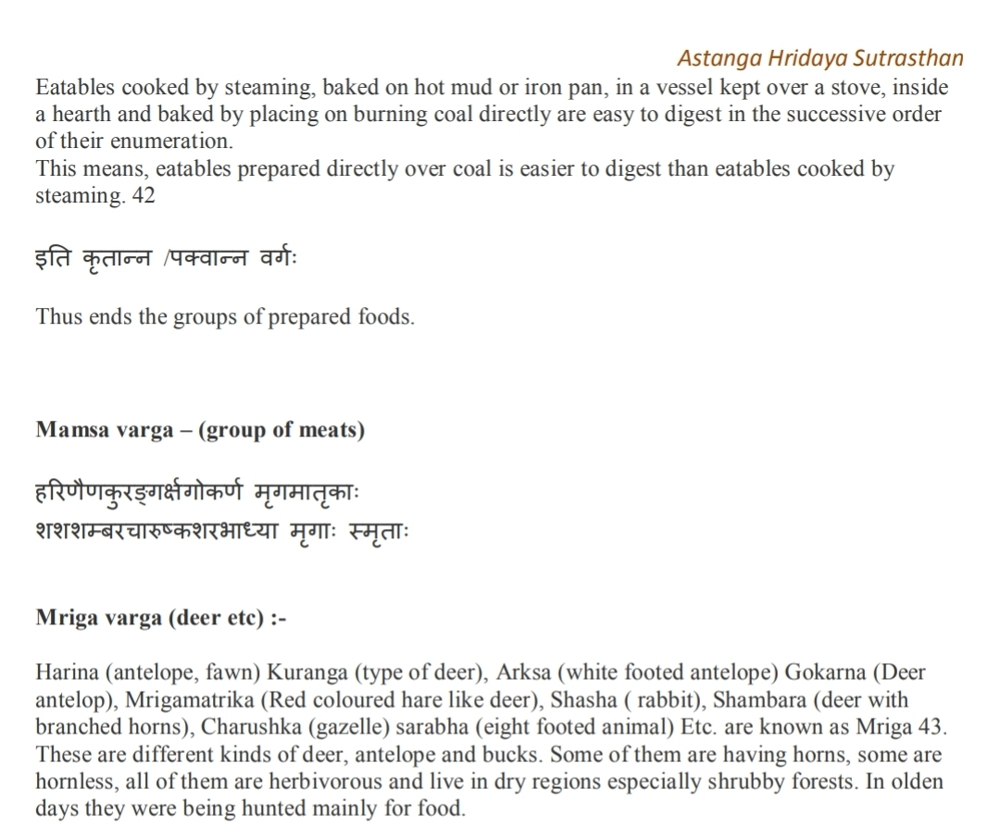 Astanga Hridaya Sutrasthan
Eatables cooked by steaming, baked on hot mud or iron pan, in a vessel kept over a stove, inside
a hearth and baked by placing on burning coal directly are easy to digest in the successive order
of their enumeration.
This means, eatables prepared directly over coal is easier to digest than eatables cooked by
steaming. 42
इति कृतान्न /पक्वान्न वर्गः
Thus ends the groups of prepared foods.
Mamsa varga – (group of meats)
हरिणैणकुरङ्गर्क्षगोकर्ण मृगमातृकाः
शशशम्बरचारुष्कशरभाध्या मृगाः स्मृताः
Mriga varga (deer etc) :-
Harina (antelope, fawn) Kuranga (type of deer), Arksa (white footed antelope) Gokarna (Deer
antelop), Mrigamatrika (Red coloured hare like deer), Shasha ( rabbit), Shambara (deer with
branched horns), Charushka (gazelle) sarabha (eight footed animal) Etc. are known as Mriga 43.
These are different kinds of deer, antelope and bucks. Some of them are having horns, some are
hornless, all of them are herbivorous and live in dry regions especially shrubby forests. In olden
days they were being hunted mainly for food.